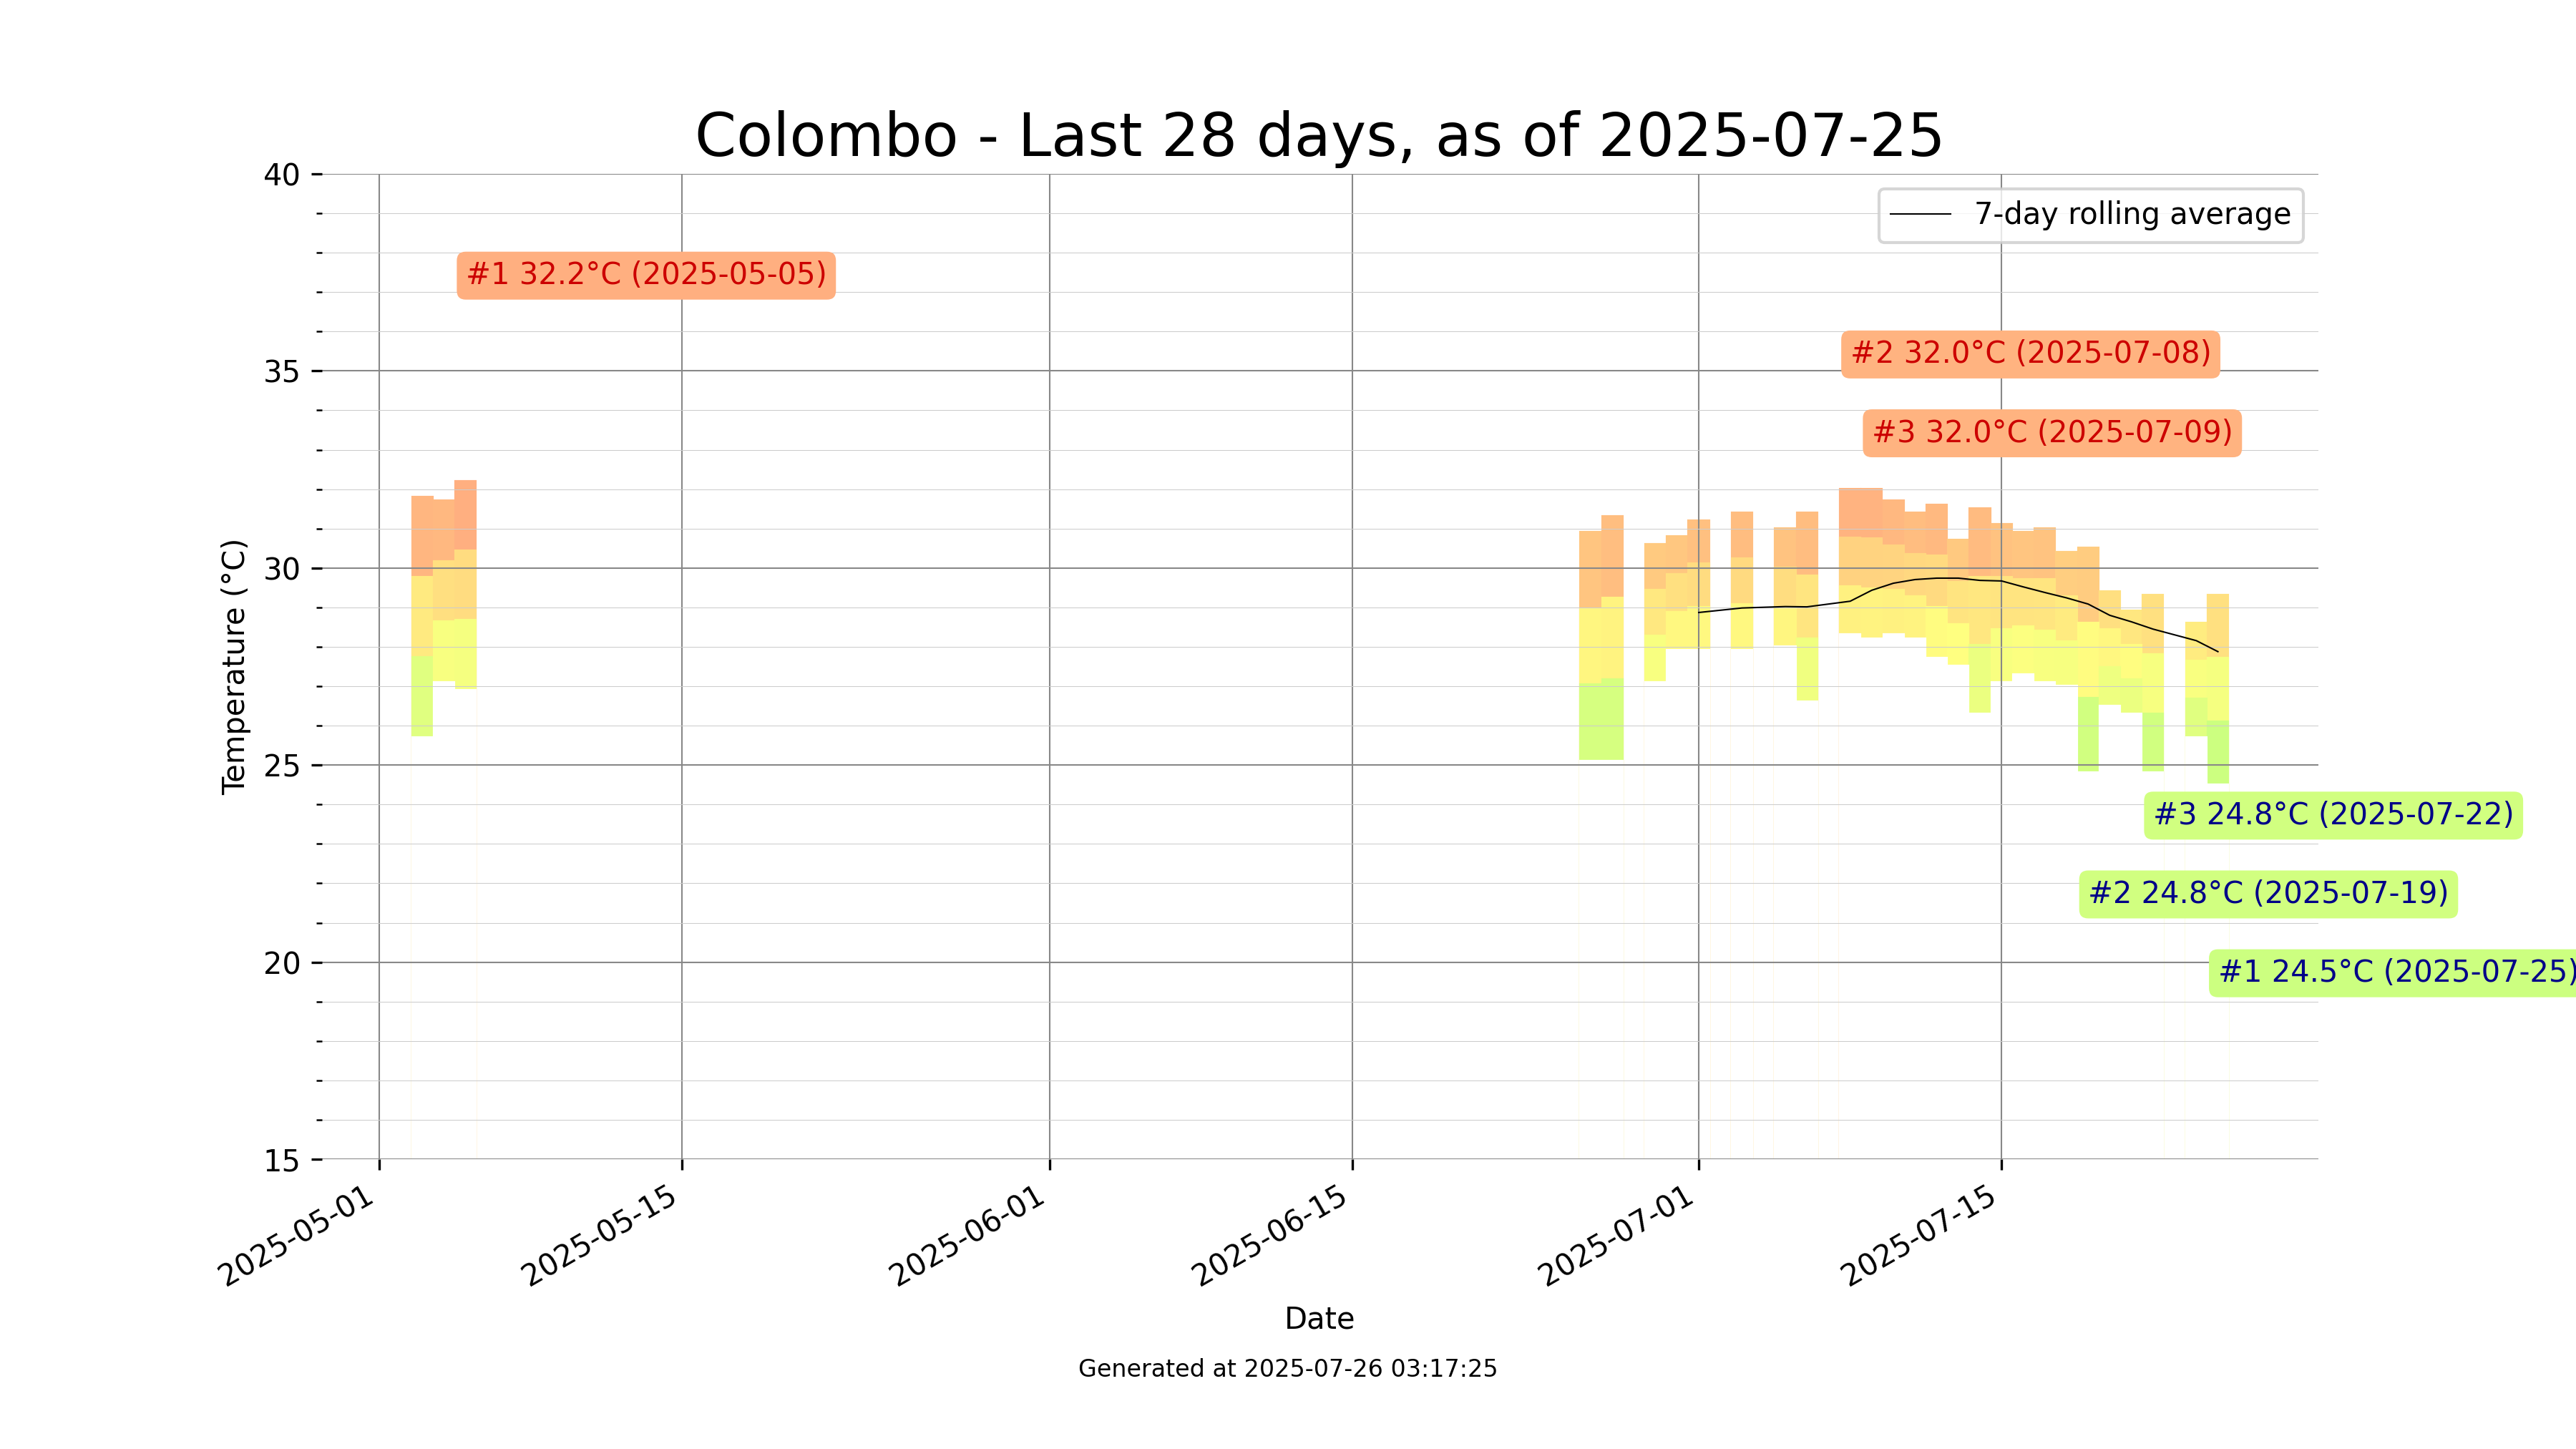 Colombo - Last 28 days, as of 2025-07-25
40
35
30
25
20
15
Temperature (°C)
7-day rolling average
#1 32.2°C (2025-05-05)
#2 32.0°C (2025-07-08)
#3 32.0°C (2025-07-09)
#3 24.8°C (2025-07-22)
#2 24.8°C (2025-07-19)
#1 24.5°C (2025-07-25)
2025-05-01
2025-05-15
2025-06-01
2025-06-15
2025-07-01
2025-07-15
Date
Generated at 2025-07-26 03:17:25